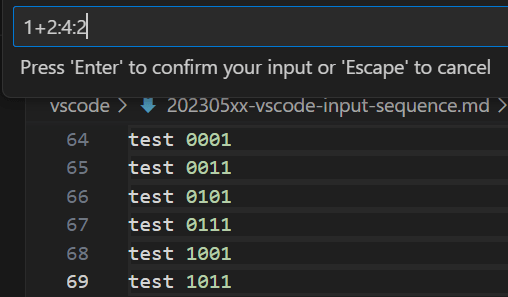 1+2:4:2
Press 'Enter' to confirm your input or 'Escape' to cancel
vscode > 202305xx-vscode-input-sequence.md >
64 test 0001
65 test 0011
66 test 0101
67 test 0111
68 test 1001
69 test 1011